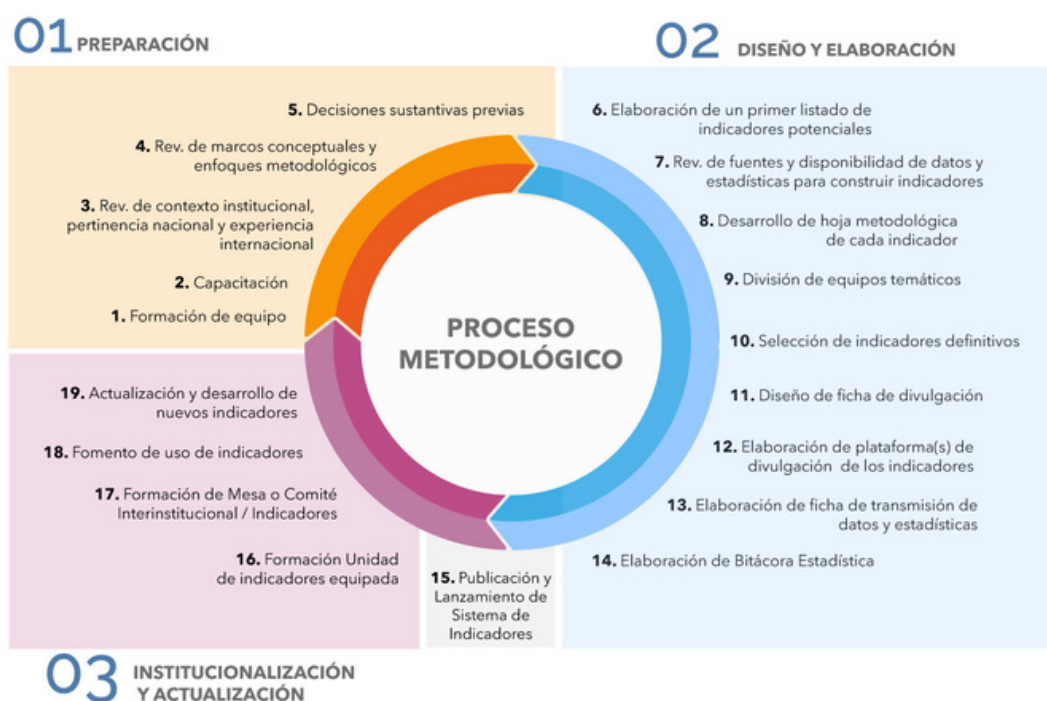 01 PREPARACIÓN
5. Decisiones sustantivas previas
4. Rev. de marcos conceptuales y
enfoques metodológicos
3. Rev. de contexto institucional,
pertinencia nacional y experiencia
internacional
2. Capacitación
1. Formación de equipo
02 DISEÑO Y ELABORACIÓN
6. Elaboración de un primer listado de
indicadores potenciales
7. Rev. de fuentes y disponibilidad de datos y
estadísticas para construir indicadores
8. Desarrollo de hoja metodológica
de cada indicador
9. División de equipos temáticos
10. Selección de indicadores definitivos
11. Diseño de ficha de divulgación
12. Elaboración de plataforma(s) de
divulgación de los indicadores
13. Elaboración de ficha de transmisión de
datos y estadísticas
14. Elaboración de Bitácora Estadística
PROCESO
METODOLÓGICO
15. Publicación y
Lanzamiento de
Sistema de
Indicadores
19. Actualización y desarrollo de
nuevos indicadores
18. Fomento de uso de indicadores
17. Formación de Mesa o Comité
Interinstitucional / Indicadores
16. Formación Unidad
de indicadores equipada
03 INSTITUCIONALIZACIÓN
Y ACTUALIZACIÓN